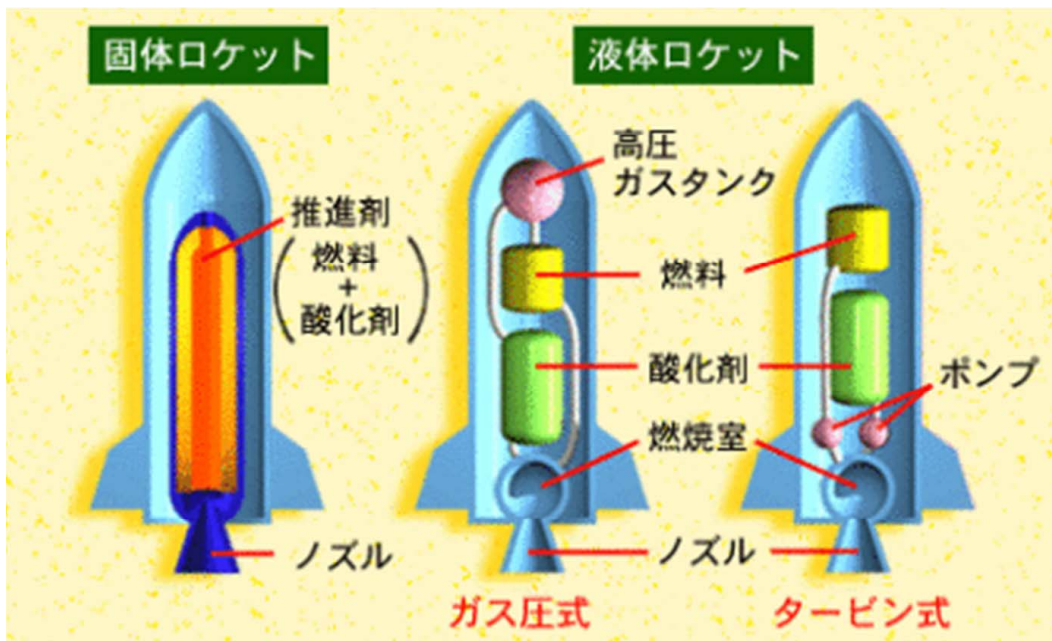 固体ロケット
液体ロケット
推進剤
(燃料
+
酸化剤)
ノズル
高圧
ガスタンク
燃料
酸化剤
ポンプ
燃焼室
ノズル
ガス圧式
タービン式